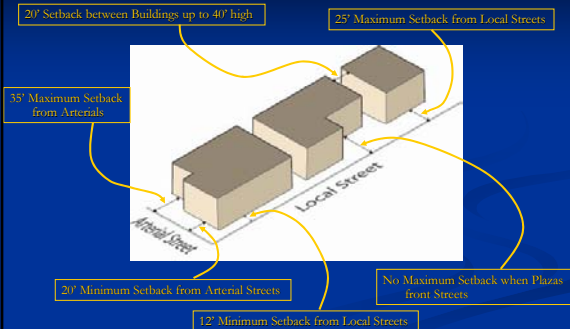 20' Setback between Buildings up to 40' high
25' Maximum Setback from Local Streets
35' Maximum Setback
from Arterials
Local Street
Arterial Street
20' Minimum Setback from Arterial Streets
No Maximum Setback when Plazas
front Streets
12' Minimum Setback from Local Streets